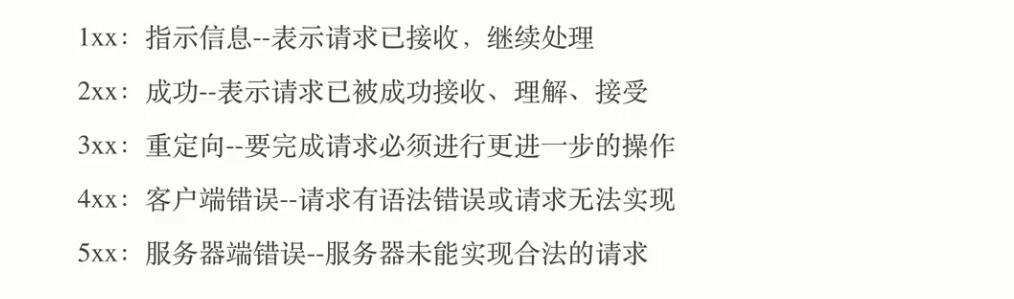 1xx：指示信息--表示请求已接收，继续处理
2xx：成功--表示请求已被成功接收、理解、接受
3xx：重定向--要完成请求必须进行更进一步的操作
4xx：客户端错误--请求有语法错误或请求无法实现
5xx：服务器端错误--服务器未能实现合法的请求